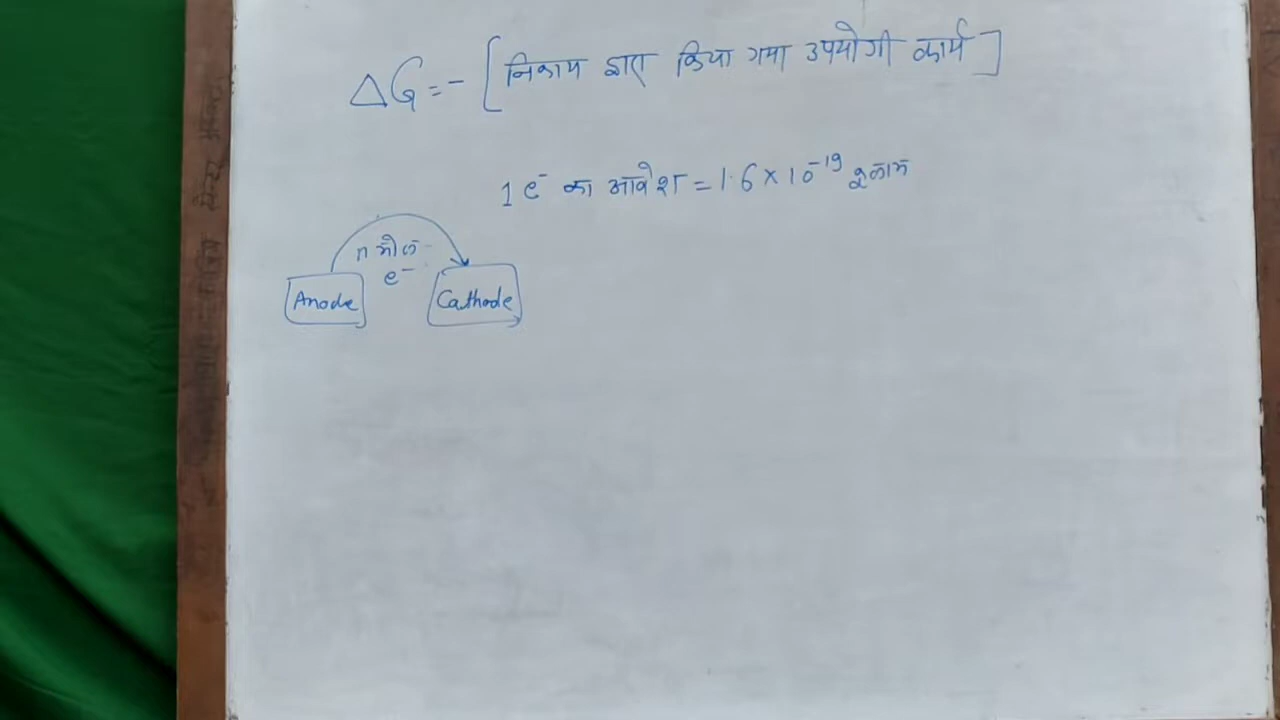 ΔG = - [निकाय द्वारा किया गया उपयोगी कार्य]
1 e⁻ का आवेश = 1.6 × 10⁻¹⁹ कूलाम
n मोल
e⁻
Anode
Cathode